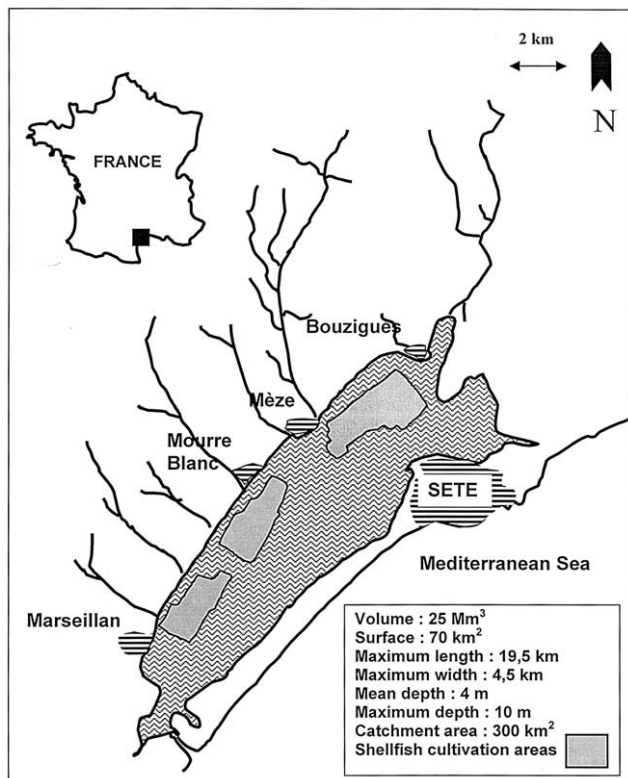 2 km
N
FRANCE
Bouzigues
Mèze
Mourre
Blanc
SETE
Mediterranean Sea
Marseillan
Volume : 25 Mm³
Surface : 70 km²
Maximum length : 19,5 km
Maximum width : 4,5 km
Mean depth : 4 m
Maximum depth : 10 m
Catchment area : 300 km²
Shellfish cultivation areas